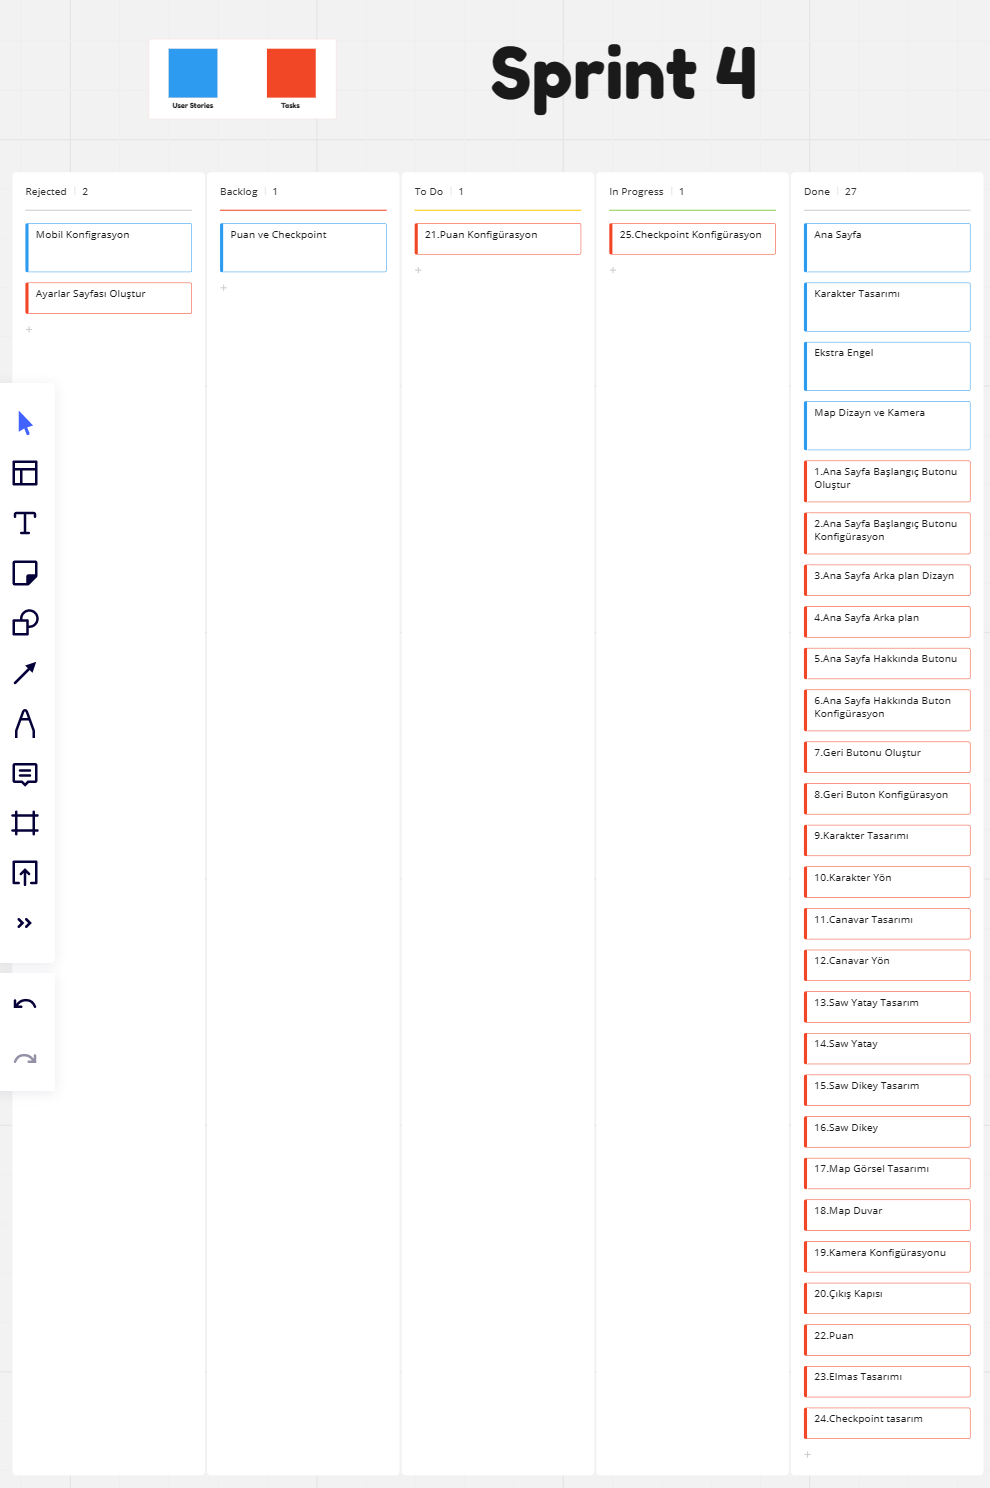 Sprint 4
User Stories
Tasks
Rejected 2
Mobil Konfigrasyon
Ayarlar Sayfası Oluştur
Backlog 1
Puan ve Checkpoint
To Do 1
21.Puan Konfigürasyon
In Progress 1
25.Checkpoint Konfigürasyon
Done 27
Ana Sayfa
Karakter Tasarımı
Ekstra Engel
Map Dizayn ve Kamera
1.Ana Sayfa Başlangıç Butonu
Oluştur
2.Ana Sayfa Başlangıç Butonu
Konfigürasyon
3.Ana Sayfa Arka plan Dizayn
4.Ana Sayfa Arka plan
5.Ana Sayfa Hakkında Butonu
6.Ana Sayfa Hakkında Buton
Konfigürasyon
7.Geri Butonu Oluştur
8.Geri Buton Konfigürasyon
9.Karakter Tasarımı
10.Karakter Yön
11.Canavar Tasarımı
12.Canavar Yön
13.Saw Yatay Tasarım
14.Saw Yatay
15.Saw Dikey Tasarım
16.Saw Dikey
17.Map Görsel Tasarımı
18.Map Duvar
19.Kamera Konfigürasyonu
20.Çıkış Kapısı
22.Puan
23.Elmas Tasarımı
24.Checkpoint tasarım